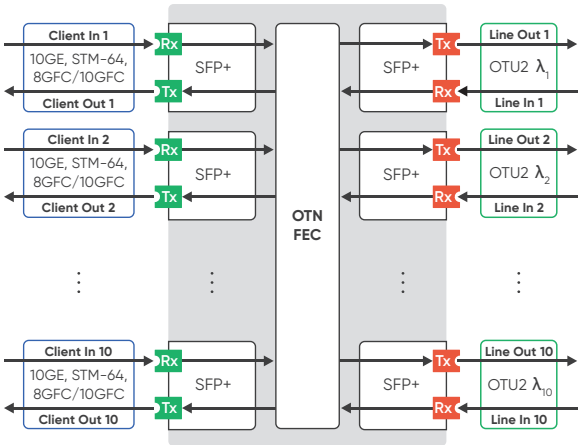 Client In 1
10GE, STM-64,
8GFC/10GFC
Client Out 1
Rx
Tx
SFP+
OTN
FEC
SFP+
Tx
Rx
Line Out 1
OTU2 λ1
Line In 1
Client In 2
10GE, STM-64,
8GFC/10GFC
Client Out 2
Rx
Tx
SFP+
SFP+
Tx
Rx
Line Out 2
OTU2 λ2
Line In 2
Client In 10
10GE, STM-64,
8GFC/10GFC
Client Out 10
Rx
Tx
SFP+
SFP+
Tx
Rx
Line Out 10
OTU2 λ10
Line In 10